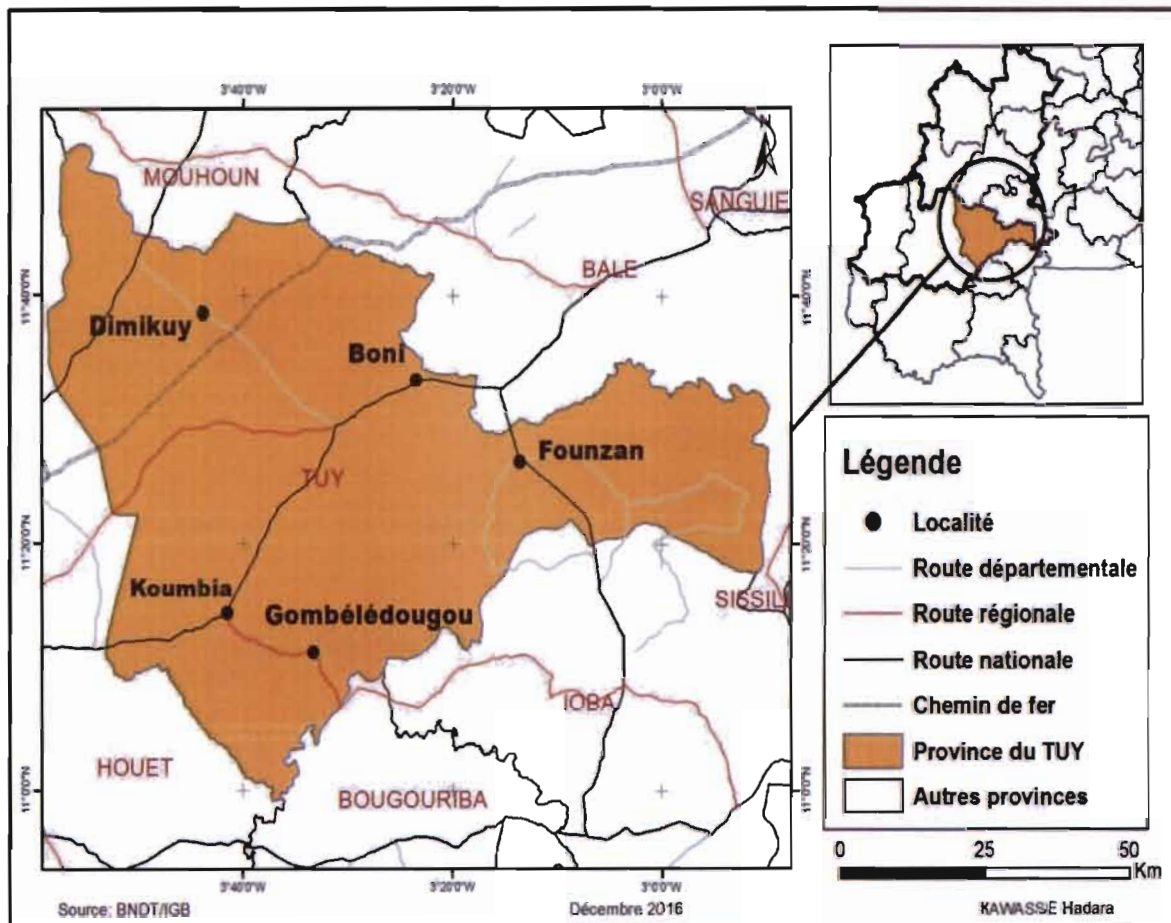 3°40'0"W 3°20'0"W 3°0'0"W
N
MOUHOUN
SANGUIE
BALE
11°40'0"N 11°40'0"N
Dimikuy
Boni
Founzan
TUY
11°20'0"N 11°20'0"N
Koumbia
Gombélédougou
SISSILI
IOBA
HOUET
11°0'0"N 11°0'0"N
BOUGOURIBA
3°40'0"W 3°20'0"W 3°0'0"W
Source: BNDT/IGB Décembre 2016
Légende
Localité
Route départementale
Route régionale
Route nationale
Chemin de fer
Province du TUY
Autres provinces
0 25 50
Km
KAWASSIE Hadara